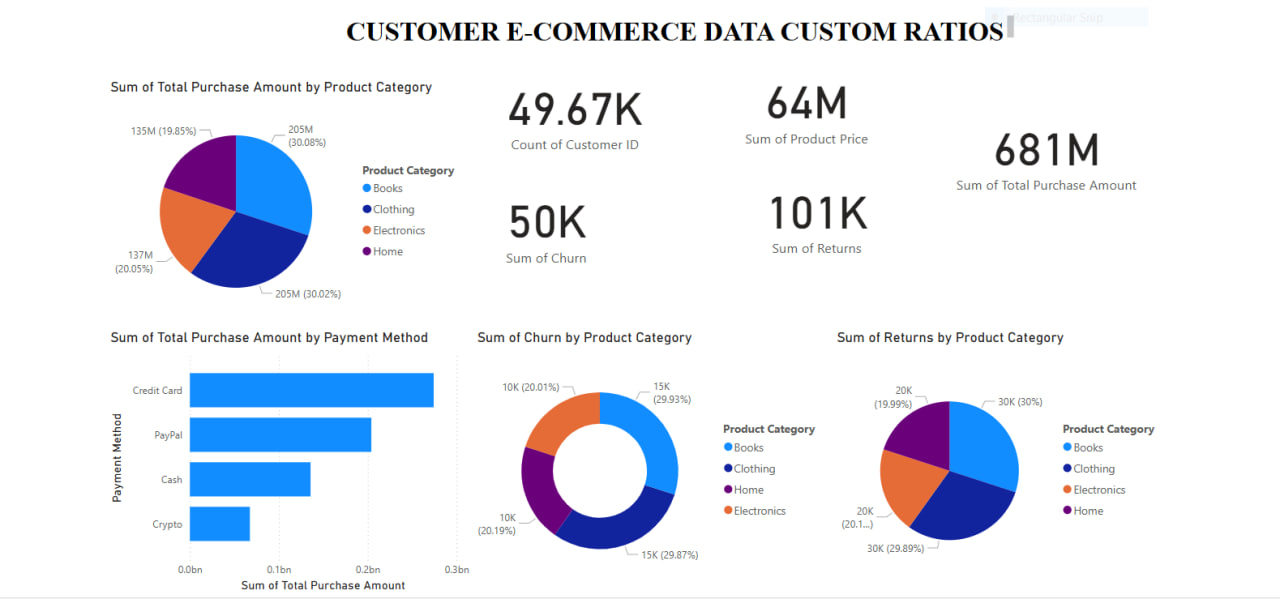 Rectangular Snip
CUSTOMER E-COMMERCE DATA CUSTOM RATIOS
Sum of Total Purchase Amount by Product Category
135M (19.85%)
205M
(30.08%)
137M
(20.05%)
205M (30.02%)
Product Category
Books
Clothing
Electronics
Home
49.67K
Count of Customer ID
64M
Sum of Product Price
681M
Sum of Total Purchase Amount
50K
Sum of Churn
101K
Sum of Returns
Sum of Total Purchase Amount by Payment Method
Payment Method
Credit Card
PayPal
Cash
Crypto
0.0bn
0.1bn
0.2bn
0.3bn
Sum of Total Purchase Amount
Sum of Churn by Product Category
10K (20.01%)
15K
(29.93%)
10K
(20.19%)
15K (29.87%)
Product Category
Books
Clothing
Home
Electronics
Sum of Returns by Product Category
20K
(19.99%)
30K (30%)
20K
(20.1...)
30K (29.89%)
Product Category
Books
Clothing
Electronics
Home